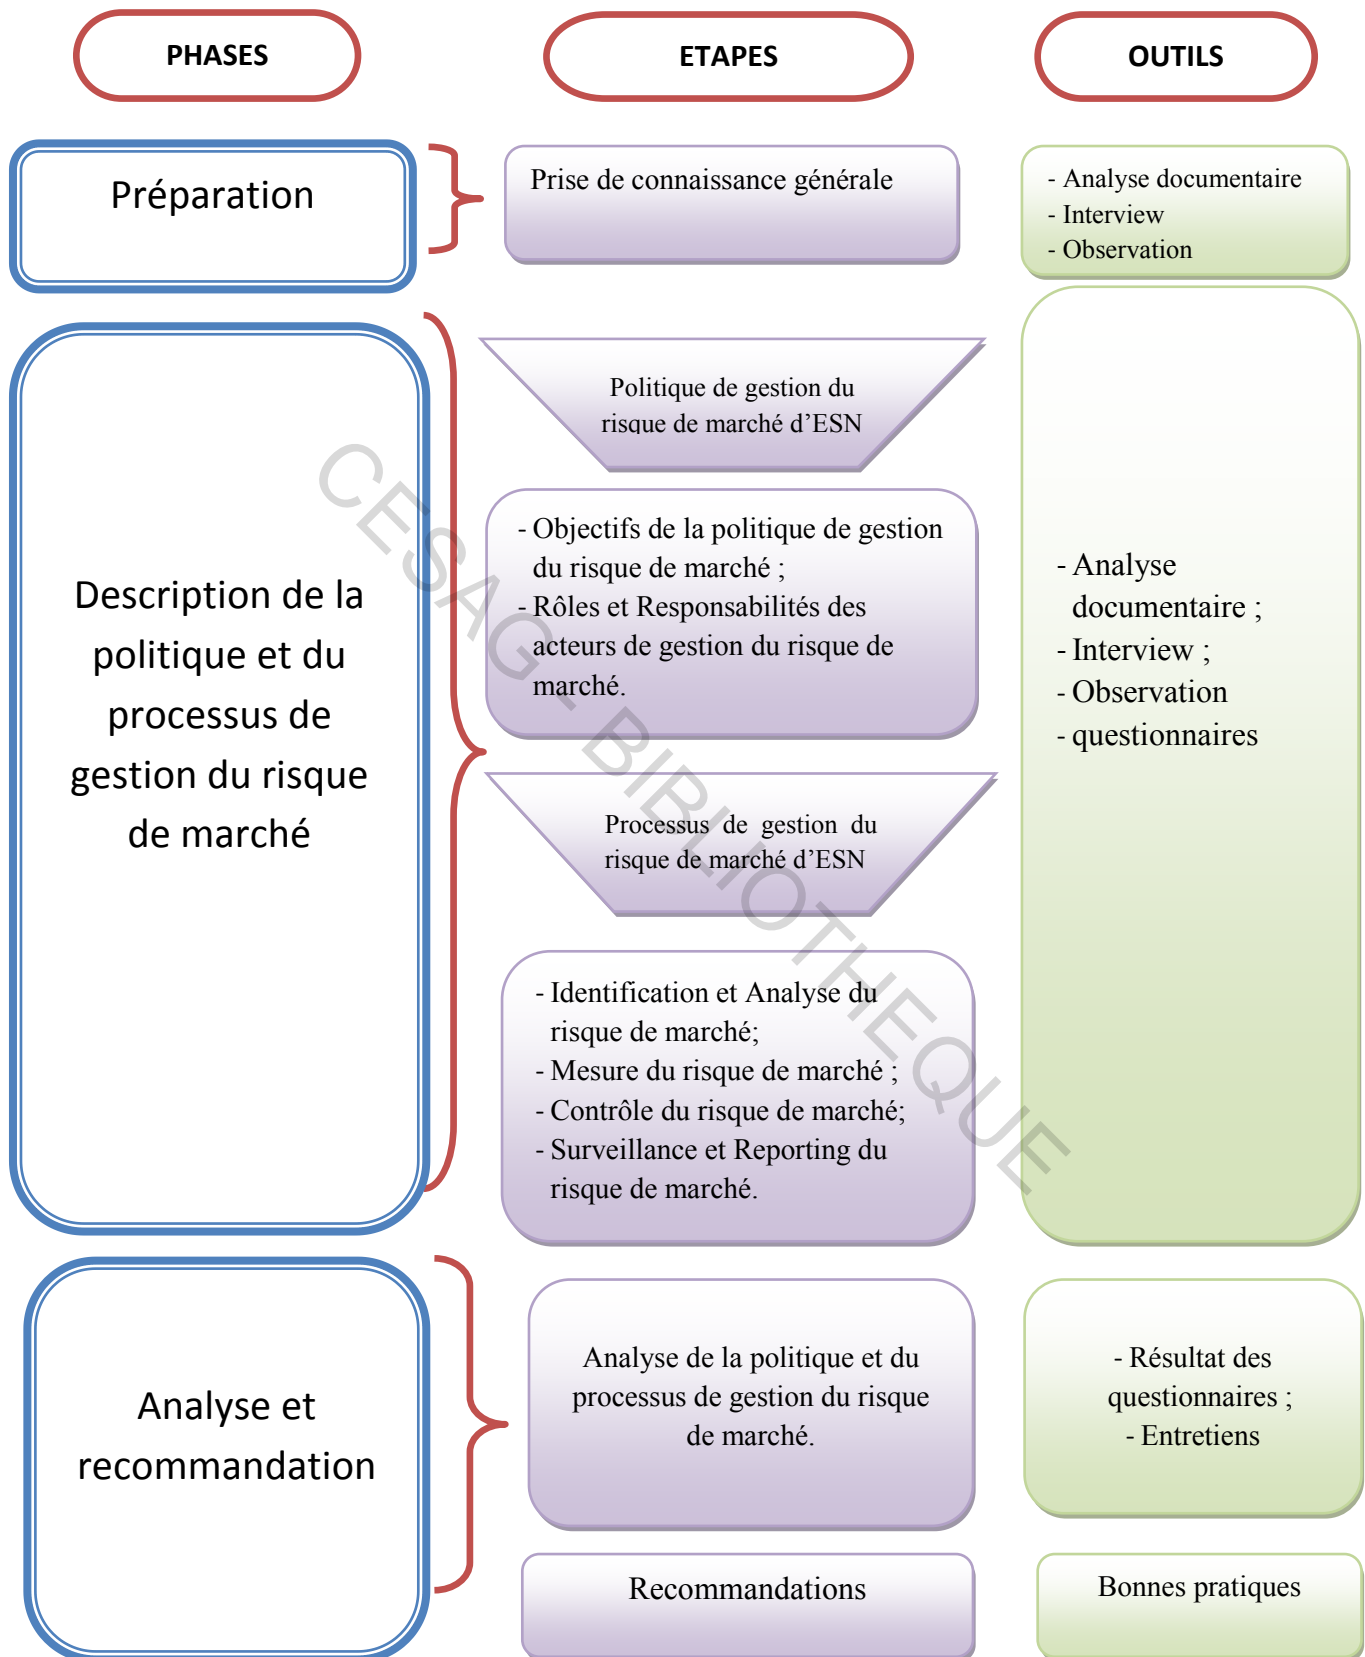 PHASES
ETAPES
OUTILS
Préparation
Prise de connaissance générale
- Analyse documentaire
- Interview
- Observation
Description de la
politique et du
processus de
gestion du risque
de marché
Politique de gestion du
risque de marché d’ESN
- Objectifs de la politique de gestion
du risque de marché ;
- Rôles et Responsabilités des
acteurs de gestion du risque de
marché.
Processus de gestion du
risque de marché d’ESN
- Identification et Analyse du
risque de marché;
- Mesure du risque de marché ;
- Contrôle du risque de marché;
- Surveillance et Reporting du
risque de marché.
- Analyse
documentaire ;
- Interview ;
- Observation
- questionnaires
Analyse et
recommandation
Analyse de la politique et du
processus de gestion du risque
de marché.
- Résultat des
questionnaires ;
- Entretiens
Recommandations
Bonnes pratiques
CESAG - BIBLIOTHEQUE